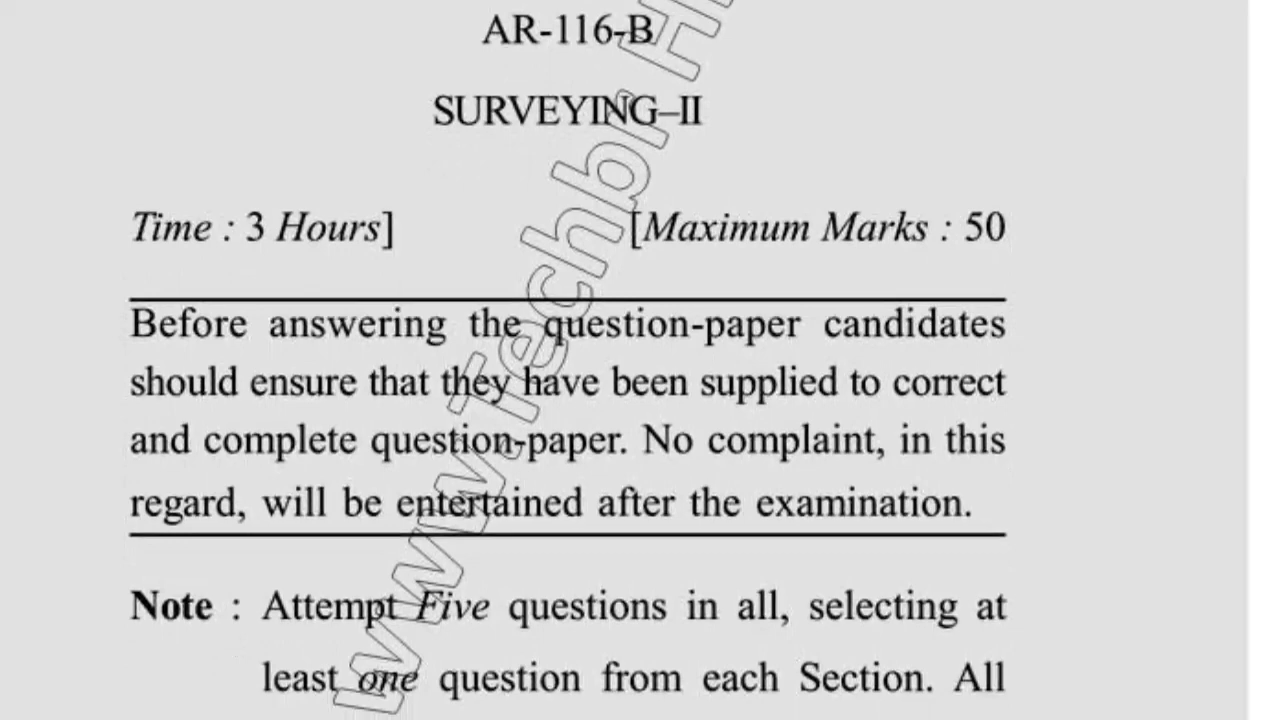 AR-116-B
SURVEYING–II
Time : 3 Hours] [Maximum Marks : 50
Before answering the question-paper candidates
should ensure that they have been supplied to correct
and complete question-paper. No complaint, in this
regard, will be entertained after the examination.
Note : Attempt Five questions in all, selecting at
least one question from each Section. All
www.Techbr